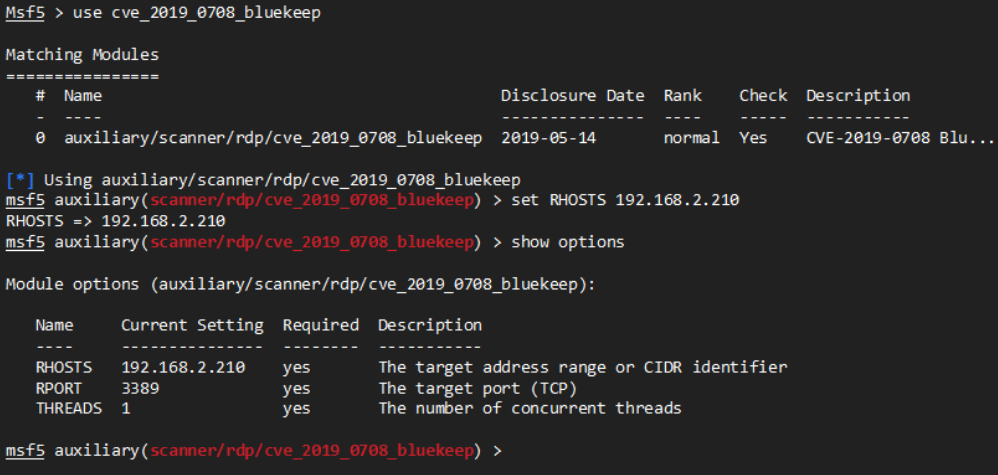 Msf5 > use cve_2019_0708_bluekeep
Matching Modules
================
# Name Disclosure Date Rank Check Description
- ---- --------------- ---- ----- -----------
0 auxiliary/scanner/rdp/cve_2019_0708_bluekeep 2019-05-14 normal Yes CVE-2019-0708 Blu...
[*] Using auxiliary/scanner/rdp/cve_2019_0708_bluekeep
msf5 auxiliary(scanner/rdp/cve_2019_0708_bluekeep) > set RHOSTS 192.168.2.210
RHOSTS => 192.168.2.210
msf5 auxiliary(scanner/rdp/cve_2019_0708_bluekeep) > show options
Module options (auxiliary/scanner/rdp/cve_2019_0708_bluekeep):
Name Current Setting Required Description
---- --------------- -------- -----------
RHOSTS 192.168.2.210 yes The target address range or CIDR identifier
RPORT 3389 yes The target port (TCP)
THREADS 1 yes The number of concurrent threads
msf5 auxiliary(scanner/rdp/cve_2019_0708_bluekeep) >